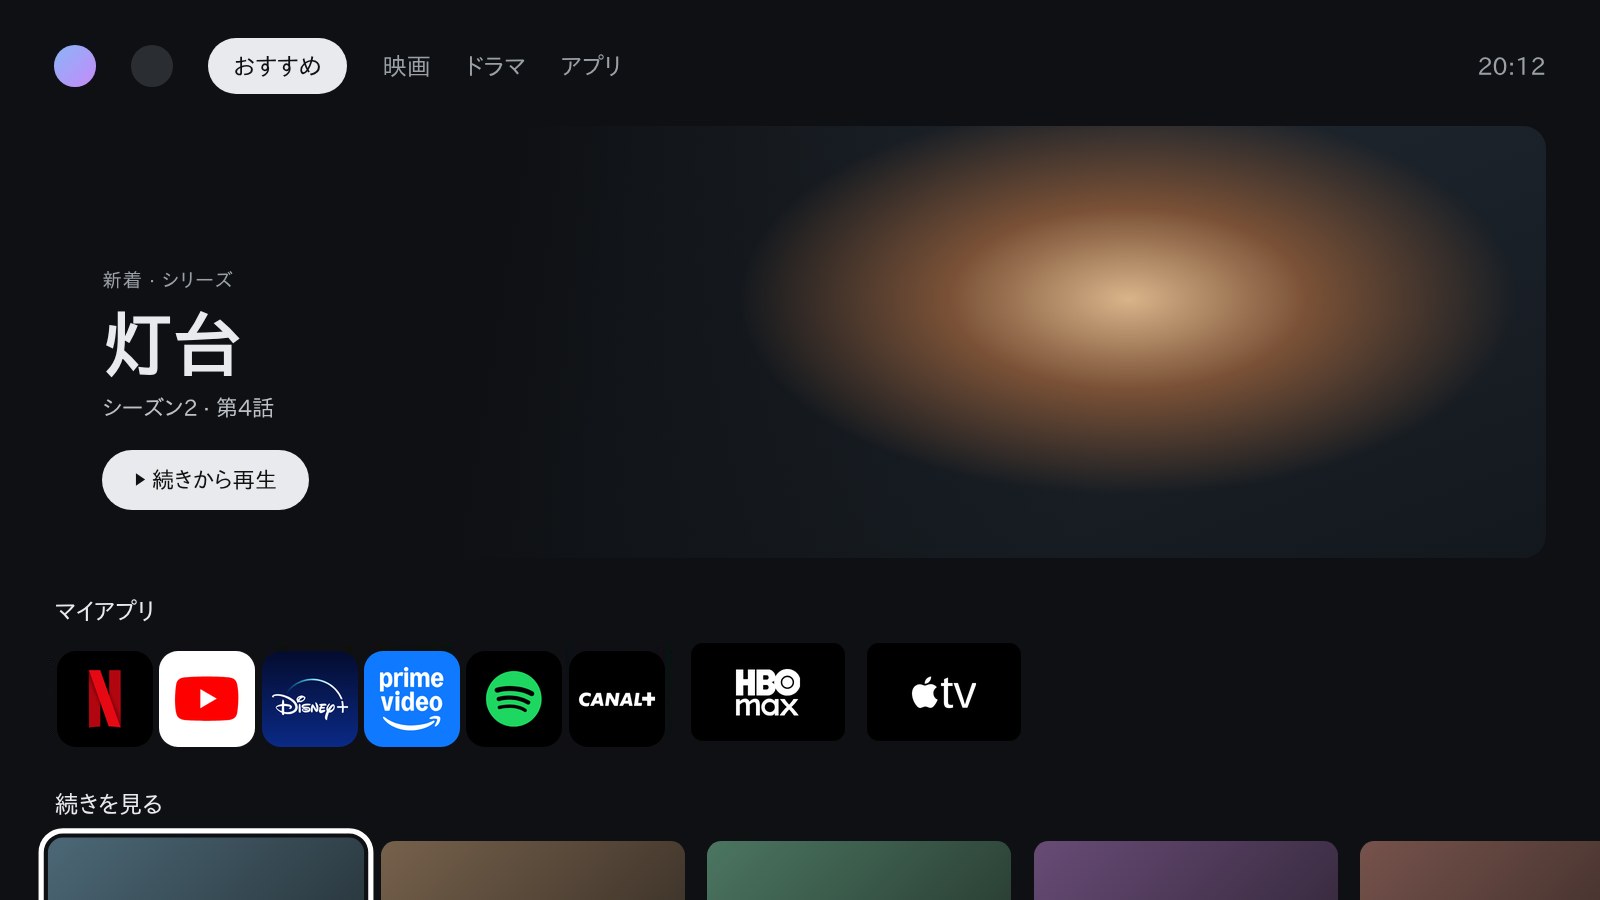 おすすめ 映画 ドラマ アプリ 20:12
新着 · シリーズ
灯台
シーズン2 · 第4話
続きから再生
マイアプリ
N
Disney+
prime video
CANAL+
HBO max
tv
続きを見る